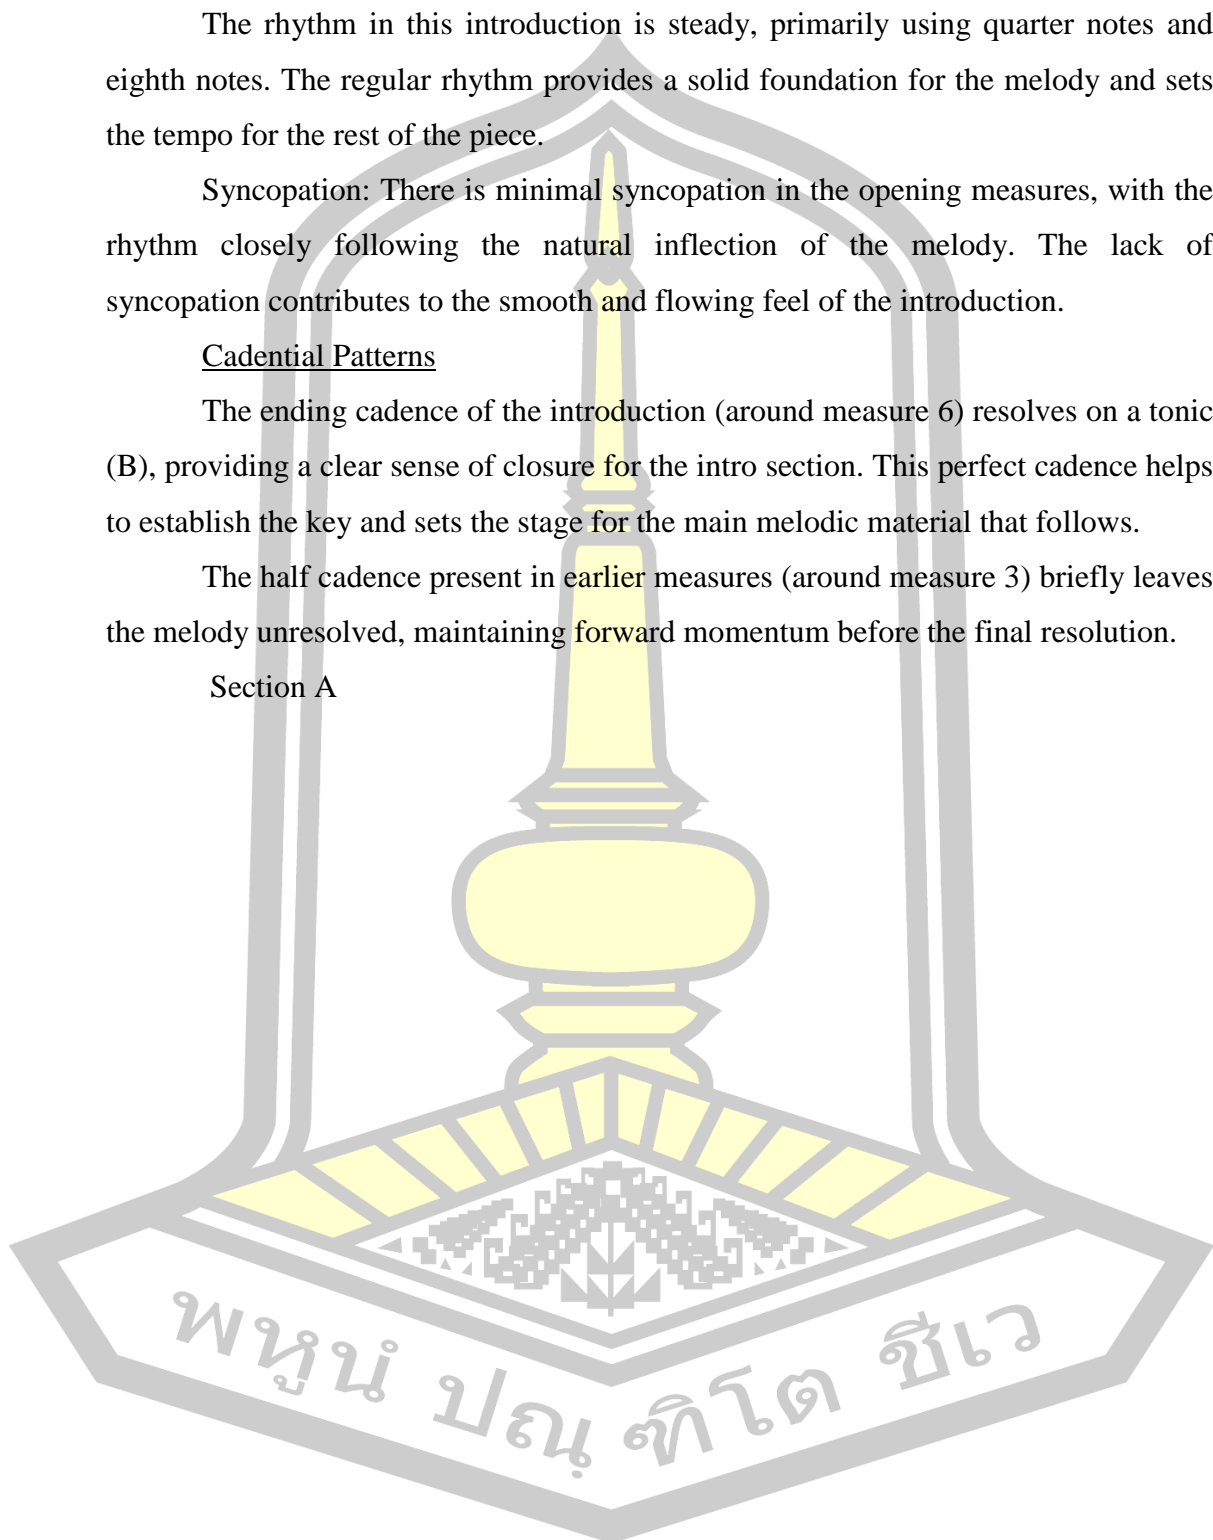 The rhythm in this introduction is steady, primarily using quarter notes and
eighth notes. The regular rhythm provides a solid foundation for the melody and sets
the tempo for the rest of the piece.
Syncopation: There is minimal syncopation in the opening measures, with the
rhythm closely following the natural inflection of the melody. The lack of
syncopation contributes to the smooth and flowing feel of the introduction.
Cadential Patterns
The ending cadence of the introduction (around measure 6) resolves on a tonic
(B), providing a clear sense of closure for the intro section. This perfect cadence helps
to establish the key and sets the stage for the main melodic material that follows.
The half cadence present in earlier measures (around measure 3) briefly leaves
the melody unresolved, maintaining forward momentum before the final resolution.
Section A
พหูนํ ปณฺฑิโต ชีเว